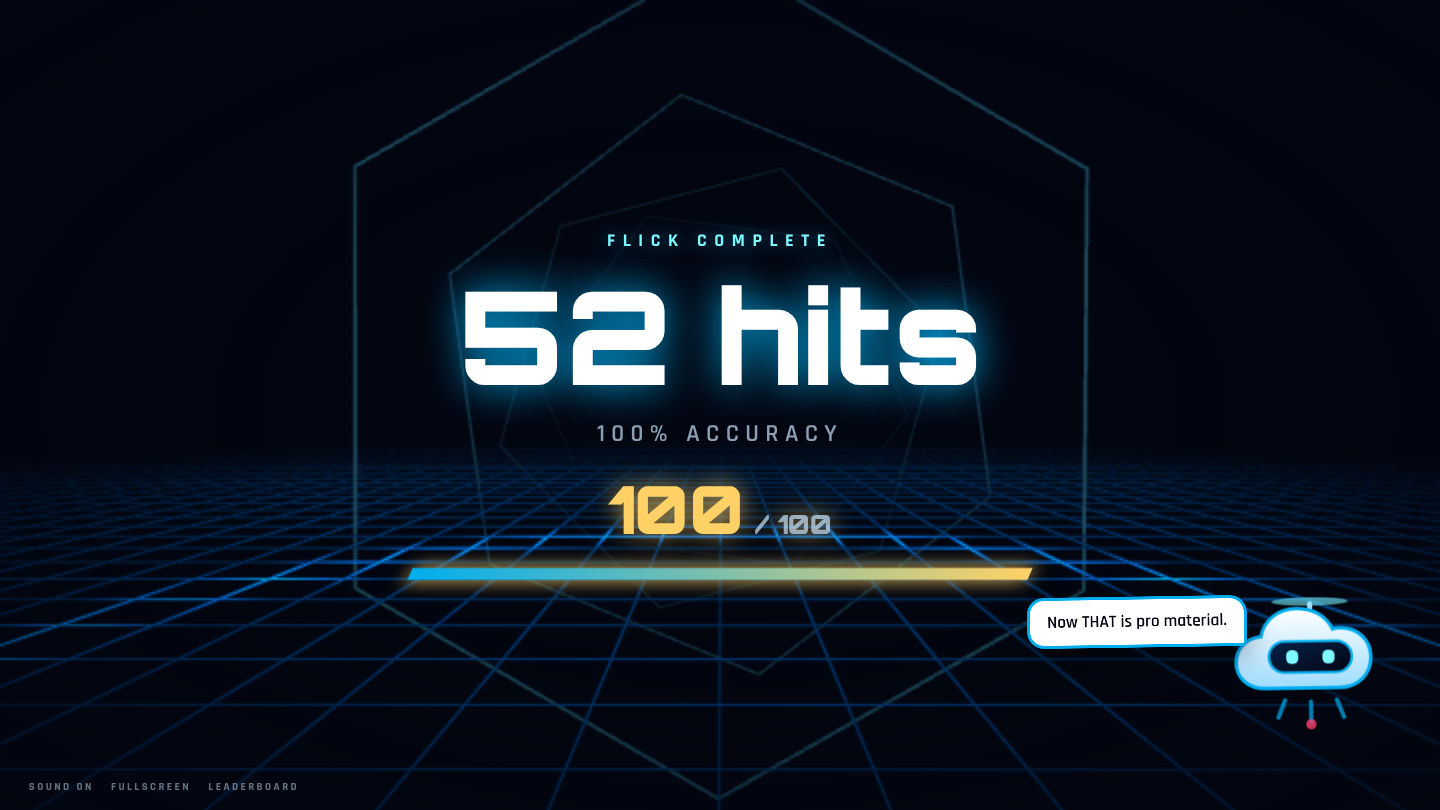 FLICK COMPLETE
52 hits
100% ACCURACY
100 / 100
Now THAT is pro material.
SOUND ON FULLSCREEN LEADERBOARD